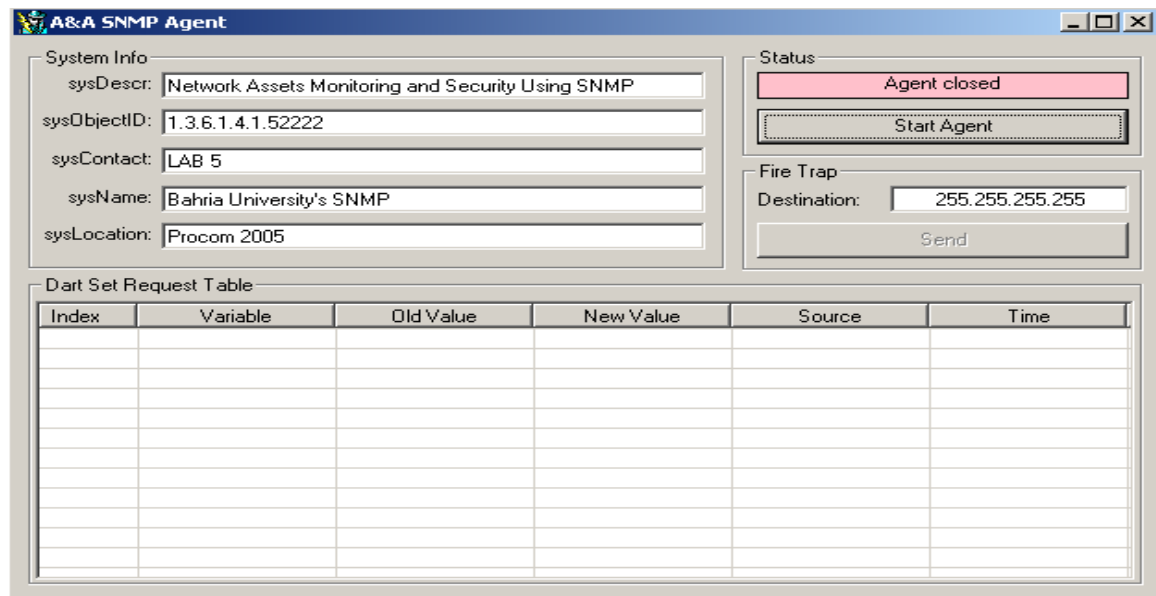 A&A SNMP Agent
System Info
sysDescr: Network Assets Monitoring and Security Using SNMP
sysObjectID: 1.3.6.1.4.1.52222
sysContact: LAB 5
sysName: Bahria University's SNMP
sysLocation: Procom 2005
Status
Agent closed
Start Agent
Fire Trap
Destination: 255.255.255.255
Send
Dart Set Request Table
Index Variable Old Value New Value Source Time